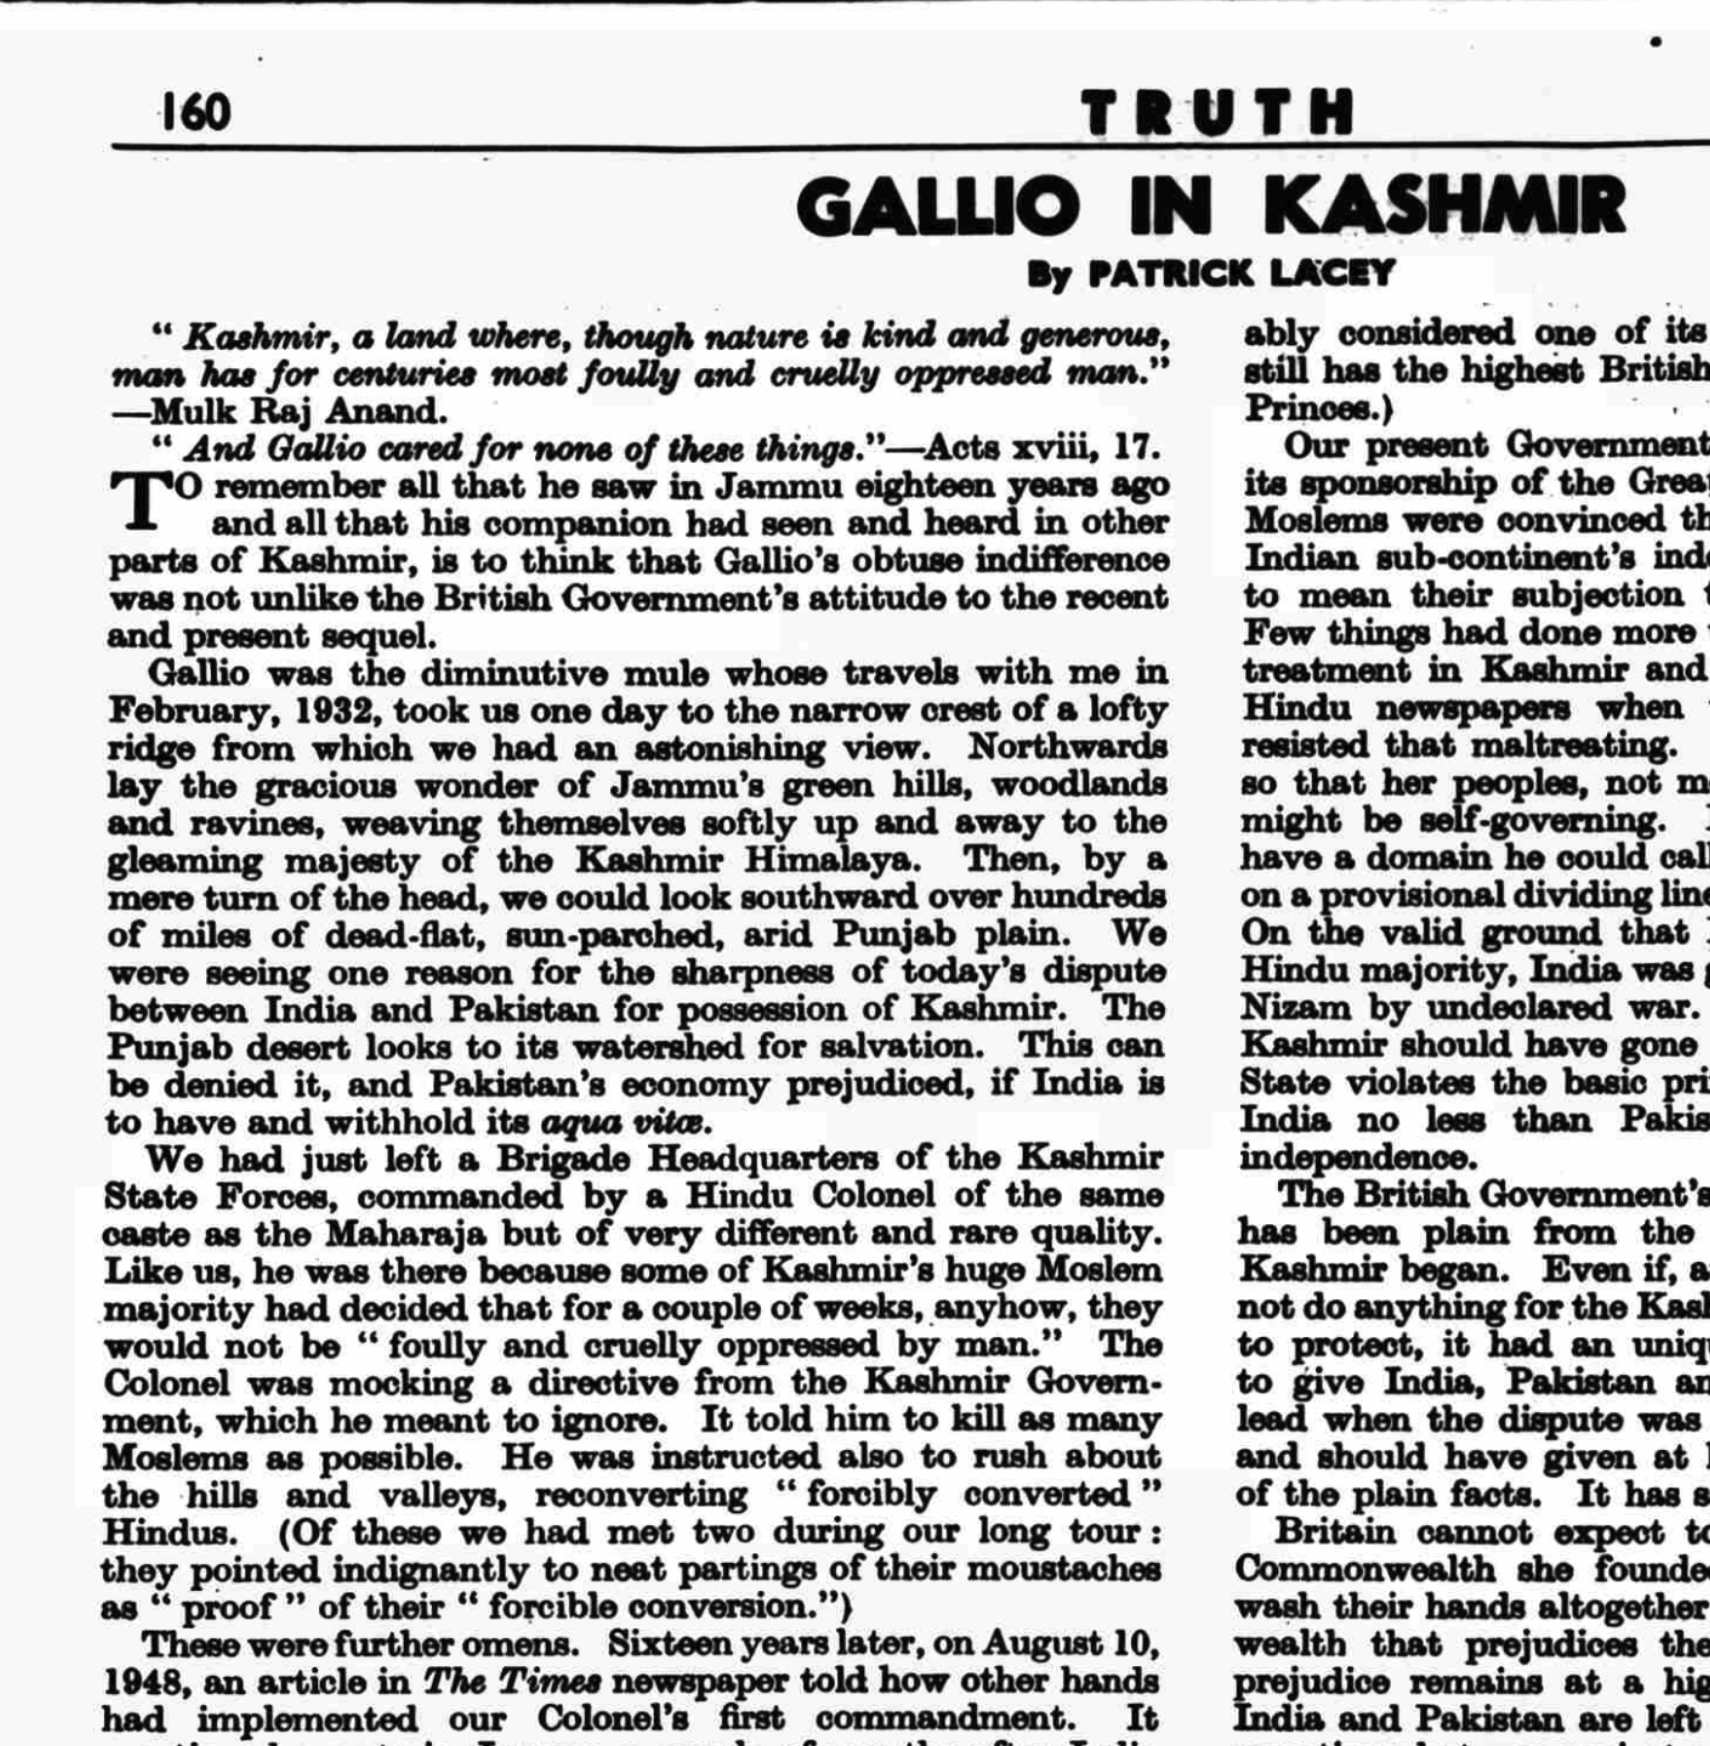 160
TRUTH
GALLIO IN KASHMIR
By PATRICK LACEY
“ Kashmir, a land where, though nature is kind and generous,
man has for centuries most foully and cruelly oppressed man.”
—Mulk Raj Anand.
“ And Gallio cared for none of these things.”—Acts xviii, 17.
TO remember all that he saw in Jammu eighteen years ago
and all that his companion had seen and heard in other
parts of Kashmir, is to think that Gallio's obtuse indifference
was not unlike the British Government's attitude to the recent
and present sequel.
Gallio was the diminutive mule whose travels with me in
February, 1932, took us one day to the narrow crest of a lofty
ridge from which we had an astonishing view. Northwards
lay the gracious wonder of Jammu's green hills, woodlands
and ravines, weaving themselves softly up and away to the
gleaming majesty of the Kashmir Himalaya. Then, by a
mere turn of the head, we could look southward over hundreds
of miles of dead-flat, sun-parched, arid Punjab plain. We
were seeing one reason for the sharpness of today's dispute
between India and Pakistan for possession of Kashmir. The
Punjab desert looks to its watershed for salvation. This can
be denied it, and Pakistan's economy prejudiced, if India is
to have and withhold its aqua vitæ.
We had just left a Brigade Headquarters of the Kashmir
State Forces, commanded by a Hindu Colonel of the same
caste as the Maharaja but of very different and rare quality.
Like us, he was there because some of Kashmir's huge Moslem
majority had decided that for a couple of weeks, anyhow, they
would not be “ foully and cruelly oppressed by man.” The
Colonel was mocking a directive from the Kashmir Govern-
ment, which he meant to ignore. It told him to kill as many
Moslems as possible. He was instructed also to rush about
the hills and valleys, reconverting “ forcibly converted ”
Hindus. (Of these we had met two during our long tour :
they pointed indignantly to neat partings of their moustaches
as “ proof ” of their “ forcible conversion.”)
These were further omens. Sixteen years later, on August 10,
1948, an article in The Times newspaper told how other hands
had implemented our Colonel's first commandment. It
ably considered one of its
still has the highest British
Princes.)
Our present Government
its sponsorship of the
Moslems were convinced
Indian sub-continent's
to mean their subjection
Few things had done more
treatment in Kashmir and
Hindu newspapers when
resisted that maltreating.
so that her peoples, not
might be self-governing.
have a domain he could
on a provisional dividing
On the valid ground that
Hindu majority, India was
Nizam by undeclared war.
Kashmir should have gone
State violates the basic
India no less than
independence.
The British Government's
has been plain from the
Kashmir began. Even if,
not do anything for the
to protect, it had an
to give India, Pakistan
lead when the dispute was
and should have given at
of the plain facts. It has
Britain cannot expect
Commonwealth she
wash their hands altogether
wealth that prejudices the
prejudice remains at a
India and Pakistan are left